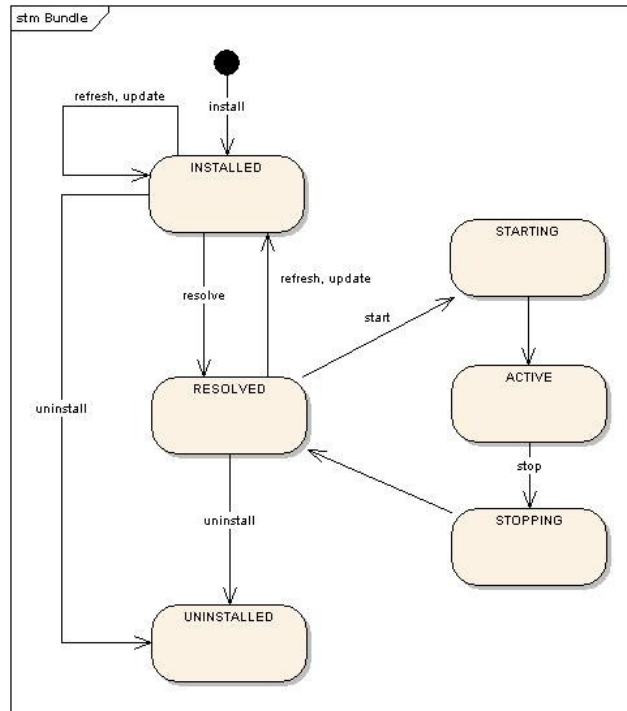 stm Bundle
install
refresh, update
INSTALLED
STARTING
resolve
refresh, update
start
RESOLVED
ACTIVE
uninstall
stop
uninstall
STOPPING
UNINSTALLED